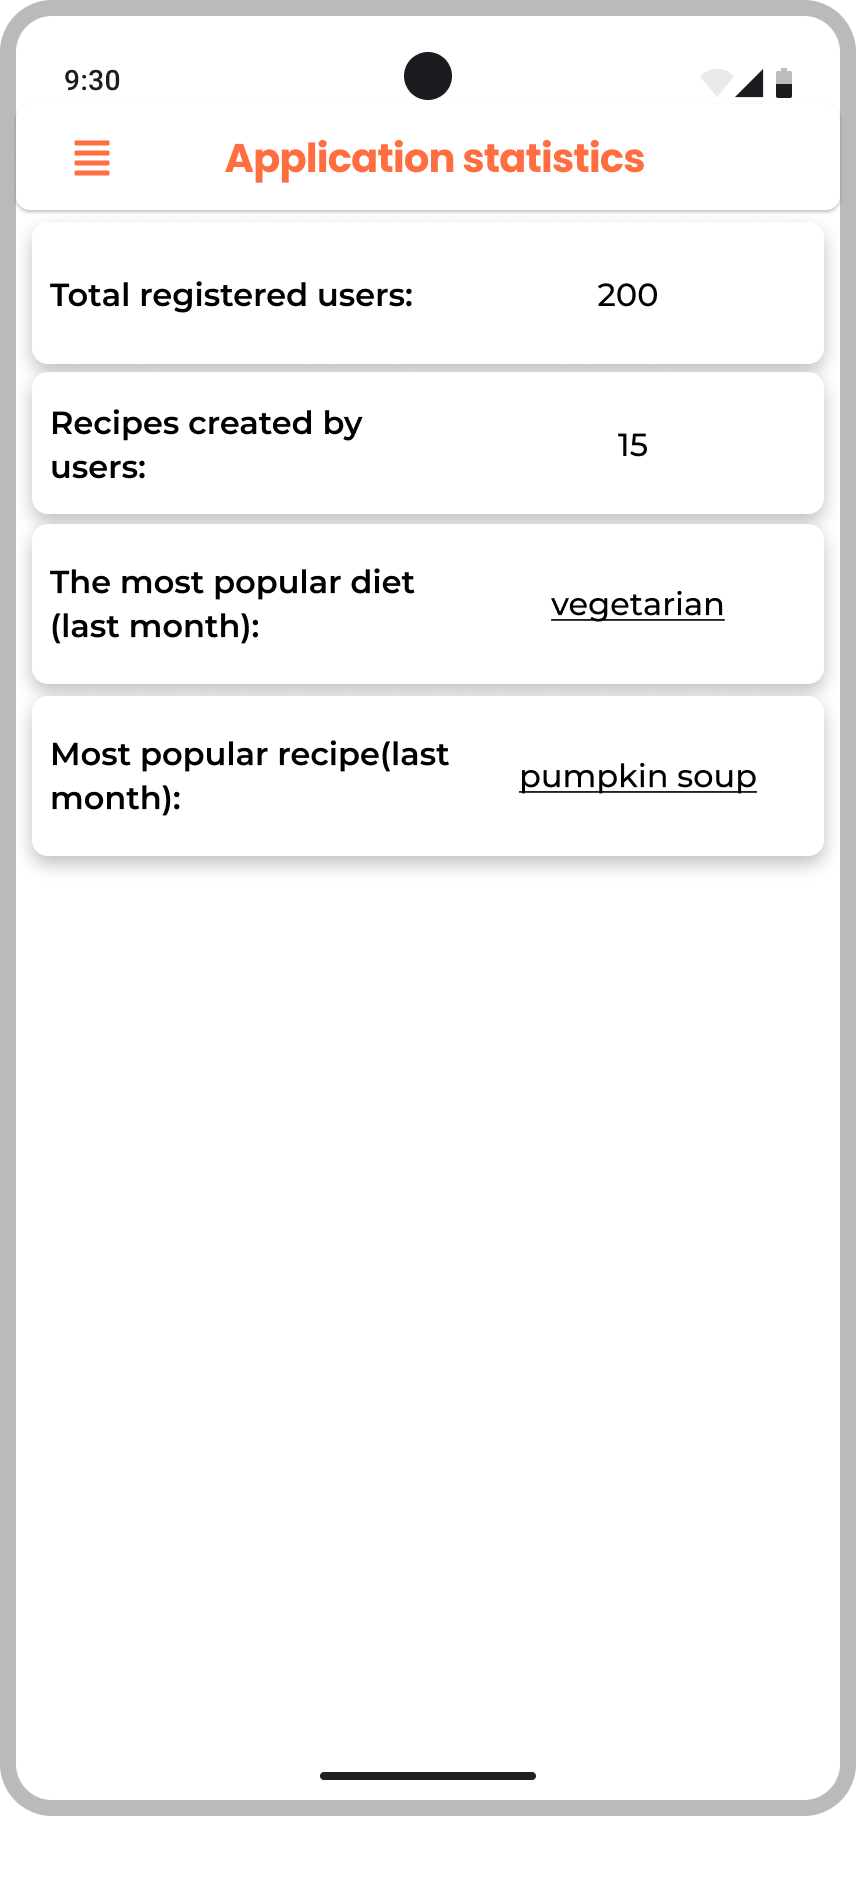 9:30
Application statistics
Total registered users:
200
Recipes created by
users:
15
The most popular diet
(last month):
vegetarian
Most popular recipe(last
month):
pumpkin soup